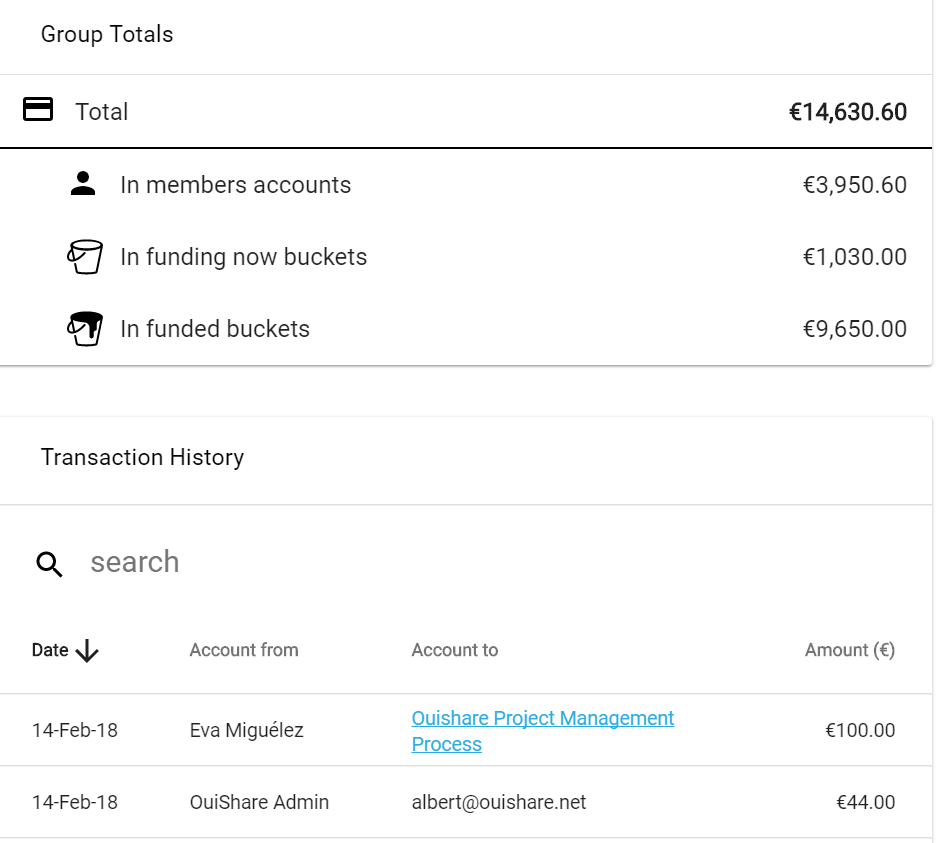 Group Totals
Total €14,630.60
In members accounts €3,950.60
In funding now buckets €1,030.00
In funded buckets €9,650.00
Transaction History
search
Date Account from Account to Amount (€)
14-Feb-18 Eva Miguélez Ouishare Project Management €100.00
Process
14-Feb-18 OuiShare Admin albert@ouishare.net €44.00